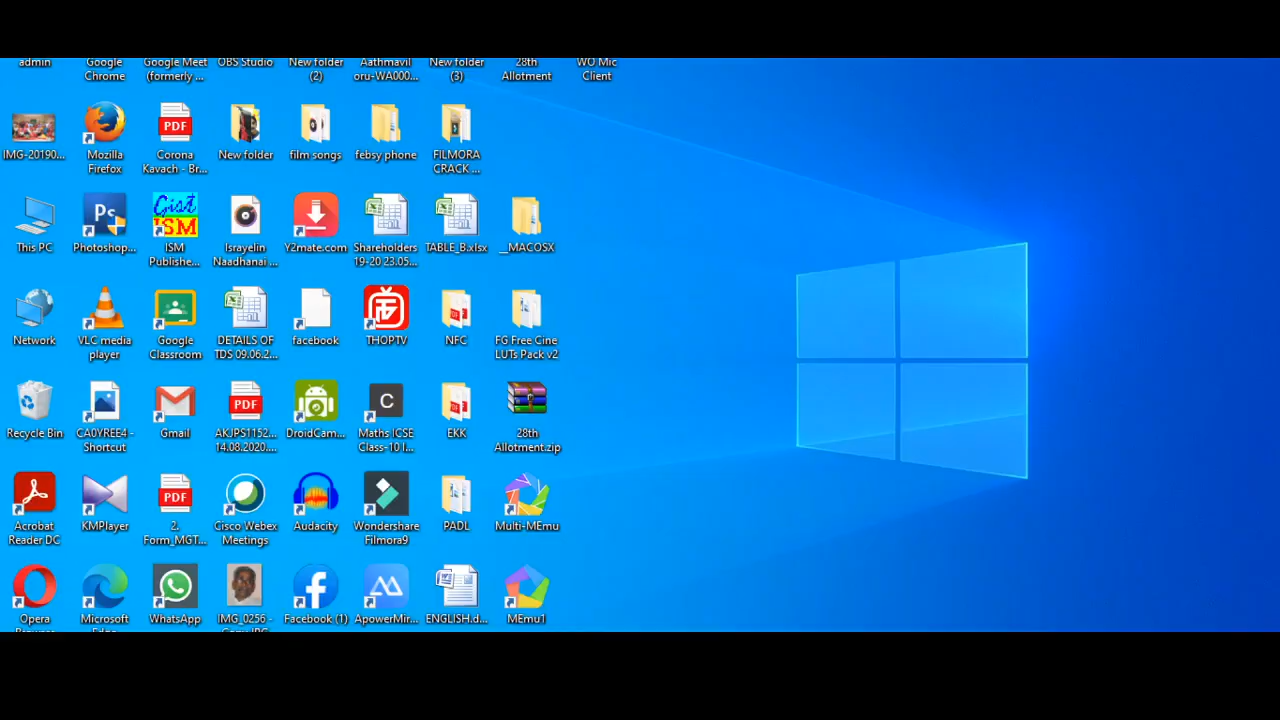 admin
Google Chrome
Google Meet (formerly ...
OBS Studio
New folder (2)
Aathmavil oru-WA000...
New folder (3)
28th Allotment
WO Mic Client
IMG-20190...
Mozilla Firefox
PDF
Corona Kavach - Br...
New folder
film songs
febsy phone
FILMORA CRACK ...
This PC
Ps
Photoshop...
Gist
ISM
ISM Publishe...
Israyelin Naadhanai ...
Y2mate.com
Shareholders 19-20 23.05...
TABLE_B.xlsx
__MACOSX
Network
VLC media player
Google Classroom
DETAILS OF TDS 09.06.2...
facebook
THOPTV
NFC
FG Free Cine LUTs Pack v2
Recycle Bin
CA0YREE4 - Shortcut
Gmail
PDF
AKJPS1152... 14.08.2020....
DroidCam...
C
Maths ICSE Class-10 I...
EKK
28th Allotment.zip
Acrobat Reader DC
KMPlayer
PDF
2. Form_MGT...
Cisco Webex Meetings
Audacity
Wondershare Filmora9
PADL
Multi-MEmu
Opera
Microsoft
WhatsApp
IMG_0256 -
Facebook (1)
ApowerMir...
ENGLISH.d...
MEmu1